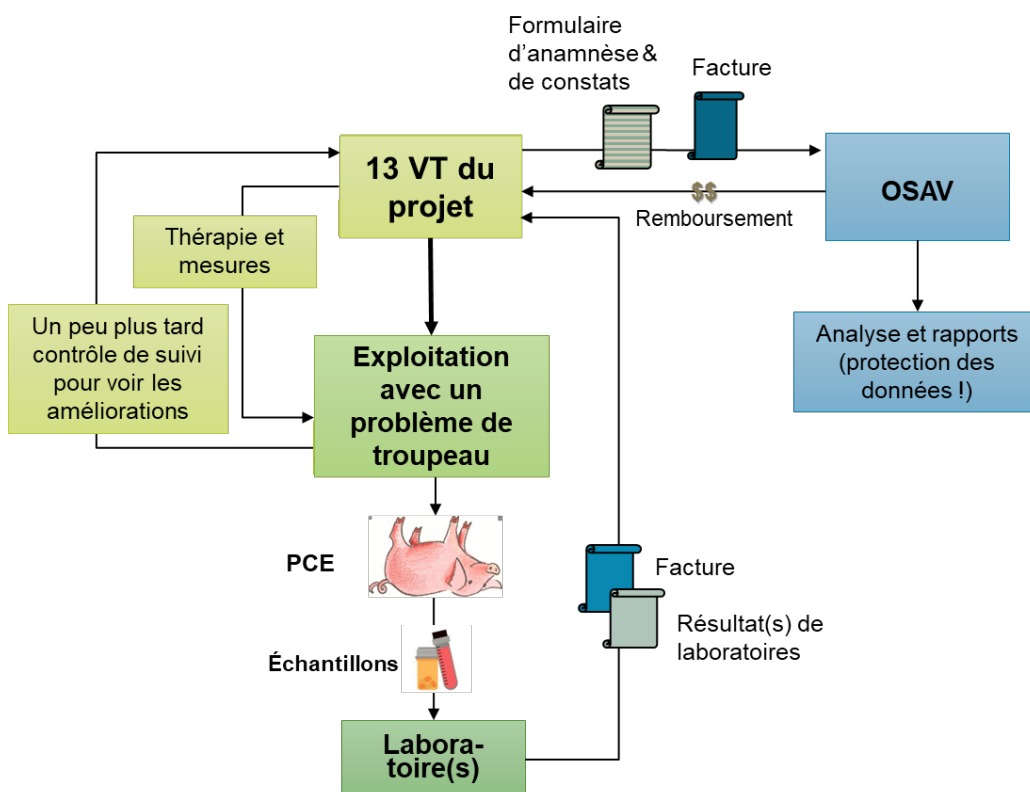 Formulaire
d'anamnèse &
de constats
Facture
13 VT du
projet
OSAV
$$
Remboursement
Thérapie et
mesures
Un peu plus tard
contrôle de suivi
pour voir les
améliorations
Exploitation
avec un
problème de
troupeau
Analyse et rapports
(protection des
données !)
PCE
Facture
Résultat(s) de
laboratoires
Échantillons
Labora-
toire(s)